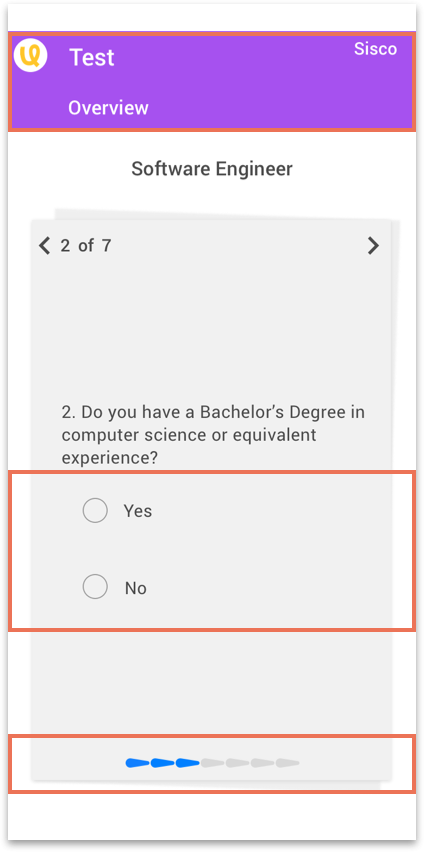 Test
Sisco
Overview
Software Engineer
2 of 7
2. Do you have a Bachelor's Degree in
computer science or equivalent
experience?
Yes
No